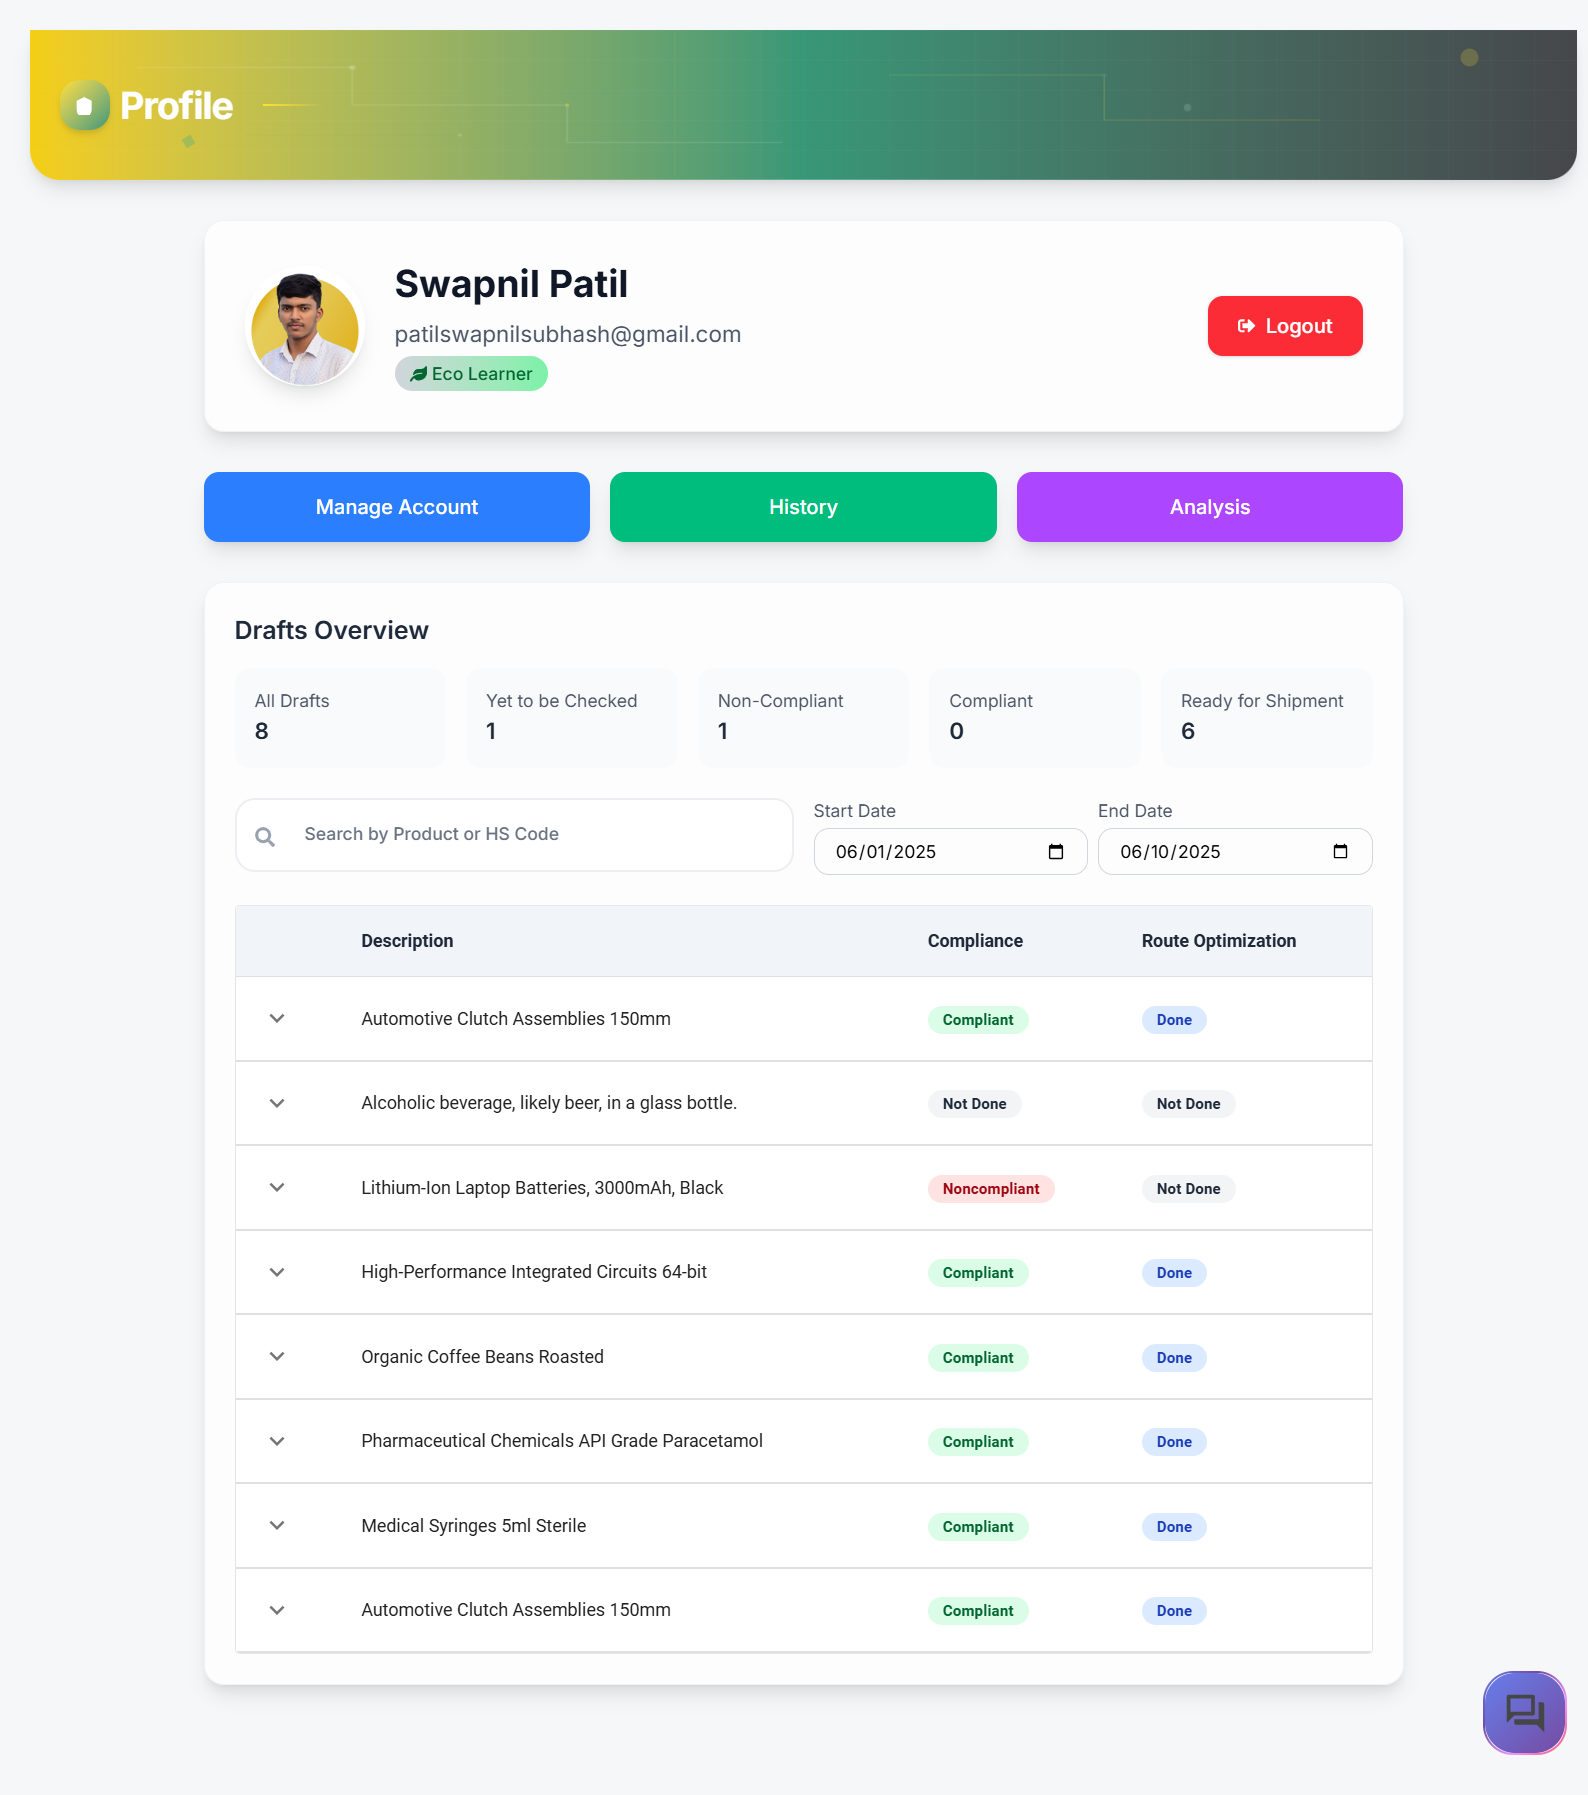 Profile
Swapnil Patil
patilswapnilsubhash@gmail.com
Eco Learner
Logout
Manage Account
History
Analysis
Drafts Overview
All Drafts
8
Yet to be Checked
1
Non-Compliant
1
Compliant
0
Ready for Shipment
6
Search by Product or HS Code
Start Date
06/01/2025
End Date
06/10/2025
Description Compliance Route Optimization
Automotive Clutch Assemblies 150mm Compliant Done
Alcoholic beverage, likely beer, in a glass bottle. Not Done Not Done
Lithium-Ion Laptop Batteries, 3000mAh, Black Noncompliant Not Done
High-Performance Integrated Circuits 64-bit Compliant Done
Organic Coffee Beans Roasted Compliant Done
Pharmaceutical Chemicals API Grade Paracetamol Compliant Done
Medical Syringes 5ml Sterile Compliant Done
Automotive Clutch Assemblies 150mm Compliant Done